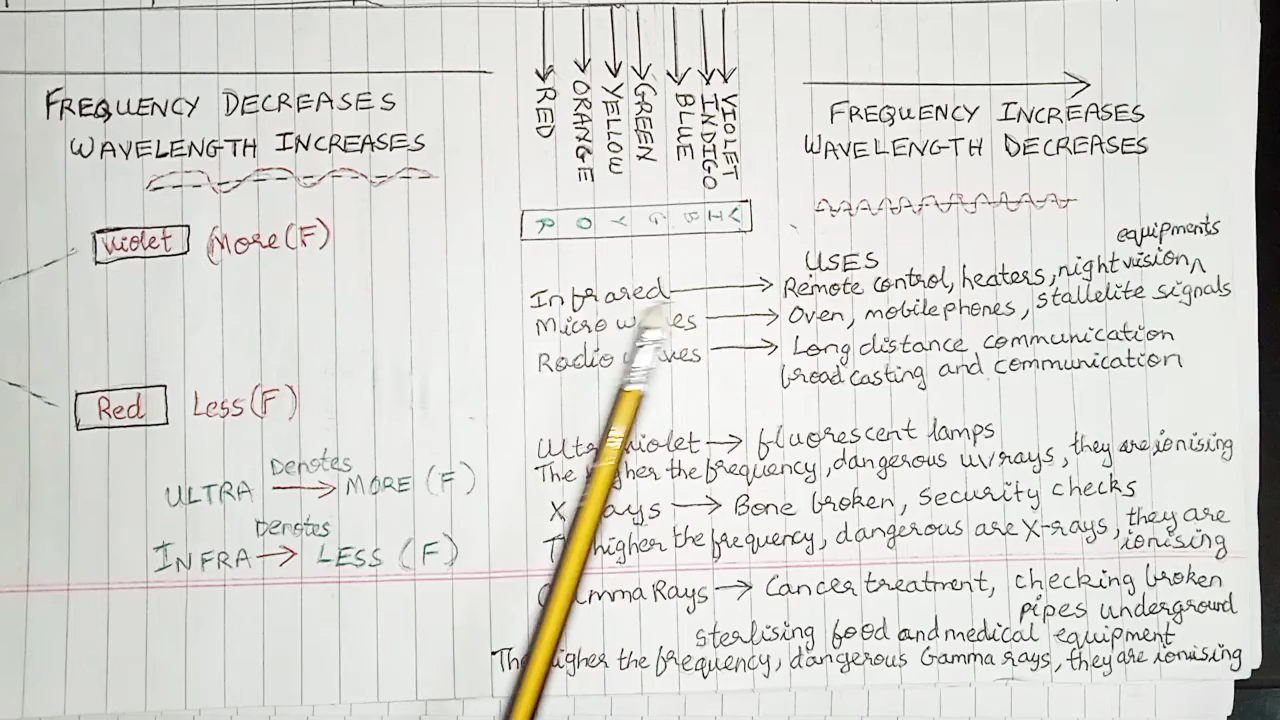 FREQUENCY DECREASES
WAVELENGTH INCREASES
Violet More (F)
Red Less (F)
Denotes
ULTRA → MORE (F)
Denotes
INFRA → LESS (F)
RED
ORANGE
YELLOW
GREEN
BLUE
INDIGO
VIOLET
R O Y G B I V
FREQUENCY INCREASES
WAVELENGTH DECREASES
USES
equipments
Infrared → Remote control, heaters, night vision
Micro → Oven, mobile phones, stallelite signals
Radio → Long distance communication
broad casting and communication
→ fluorescent lamps
the frequency, dangerous uv rays, they are ionising
X → Bone broken, security checks
higher the frequency, dangerous are X-rays, they are
ionising
Rays → Cancer treatment, checking broken
pipes underground
sterlising food and medical equipment
higher the frequency, dangerous Gamma rays, they are ionising